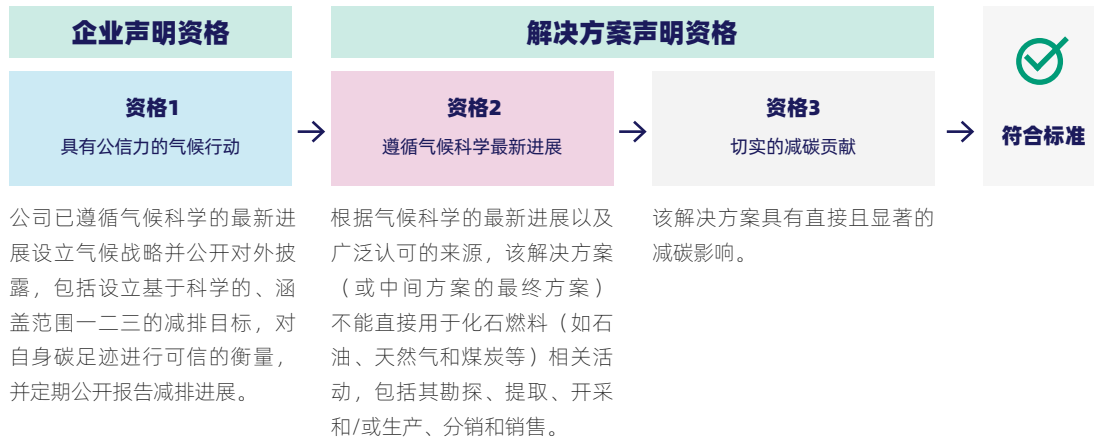 企业声明资格
解决方案声明资格
资格1
具有公信力的气候行动
资格2
遵循气候科学最新进展
资格3
切实的减碳贡献
符合标准
公司已遵循气候科学的最新进
展设立气候战略并公开对外披
露，包括设立基于科学的、涵
盖范围一二三的减排目标，对
自身碳足迹进行可信的衡量，
并定期公开报告减排进展。
根据气候科学的最新进展以及
广泛认可的来源，该解决方案
（或中间方案的最终方案）
不能直接用于化石燃料（如石
油、天然气和煤炭等）相关活
动，包括其勘探、提取、开采
和/或生产、分销和销售。
该解决方案具有直接且显著的
减碳影响。